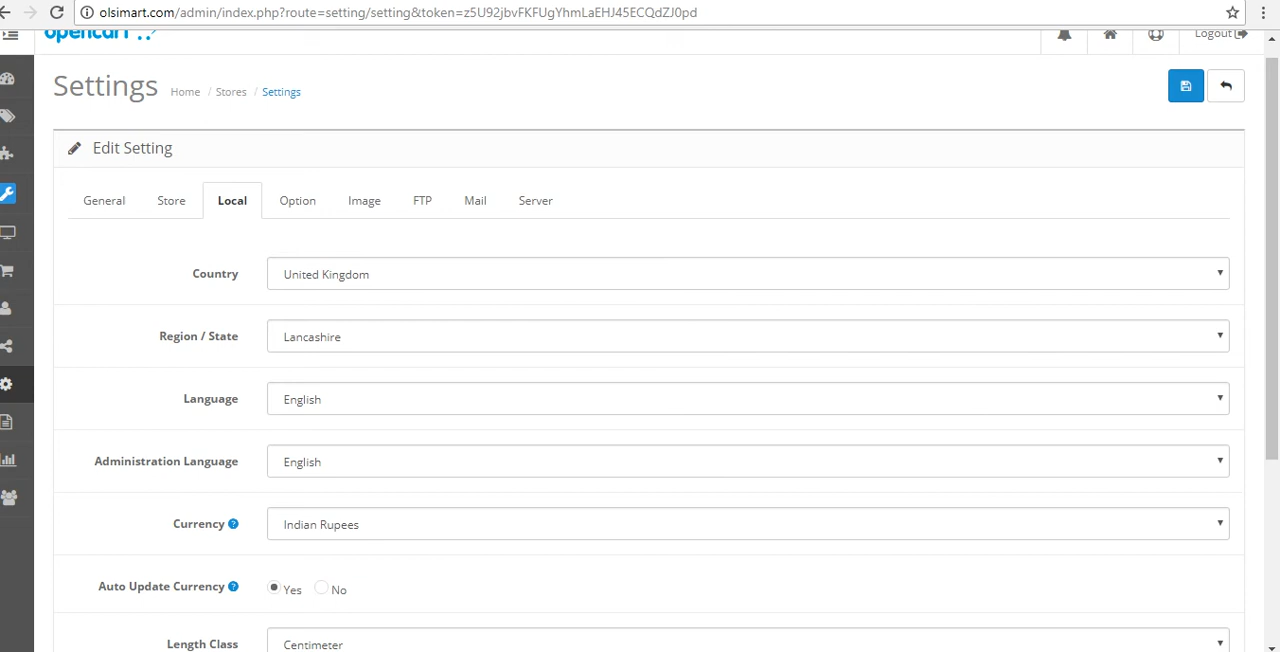 olsimart.com/admin/index.php?route=setting/setting&token=z5U92jbvFKFUgYhmLaEHJ45ECQdZJ0pd
opencart
Logout
Settings Home / Stores / Settings
Edit Setting
General Store Local Option Image FTP Mail Server
Country United Kingdom
Region / State Lancashire
Language English
Administration Language English
Currency ? Indian Rupees
Auto Update Currency ? Yes No
Length Class Centimeter